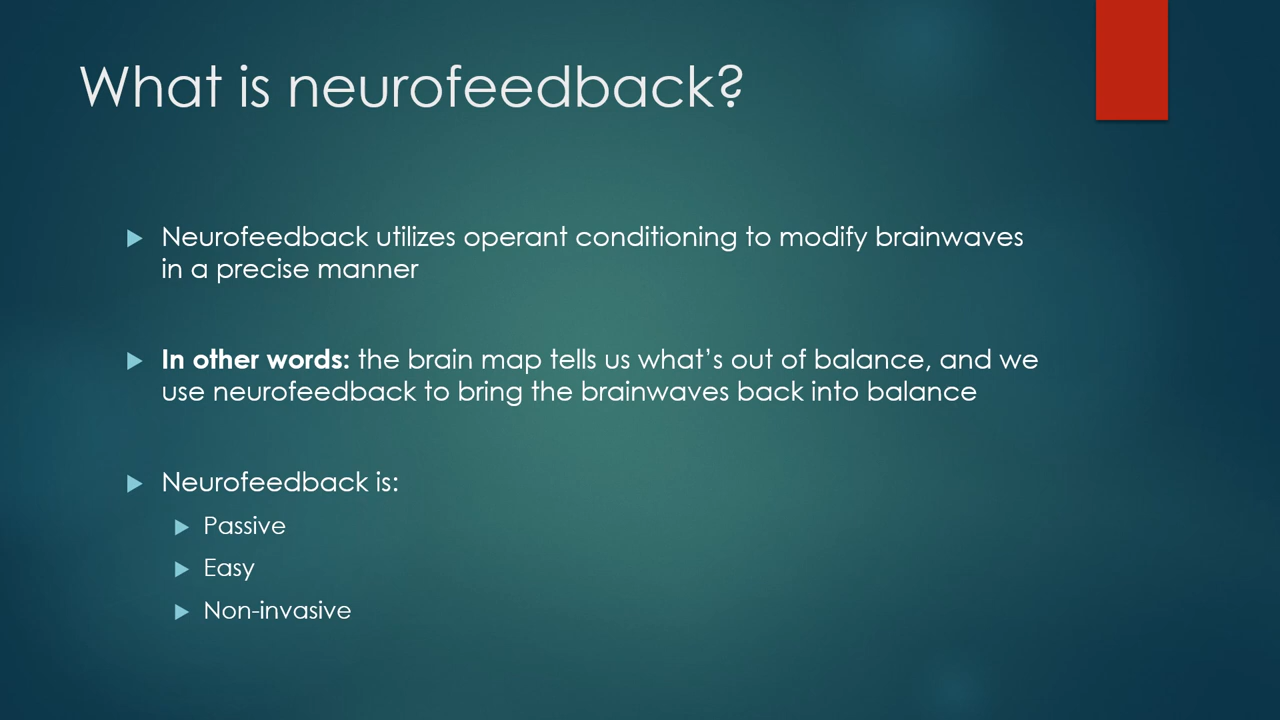 What is neurofeedback?
Neurofeedback utilizes operant conditioning to modify brainwaves
in a precise manner
In other words: the brain map tells us what’s out of balance, and we
use neurofeedback to bring the brainwaves back into balance
Neurofeedback is:
Passive
Easy
Non-invasive